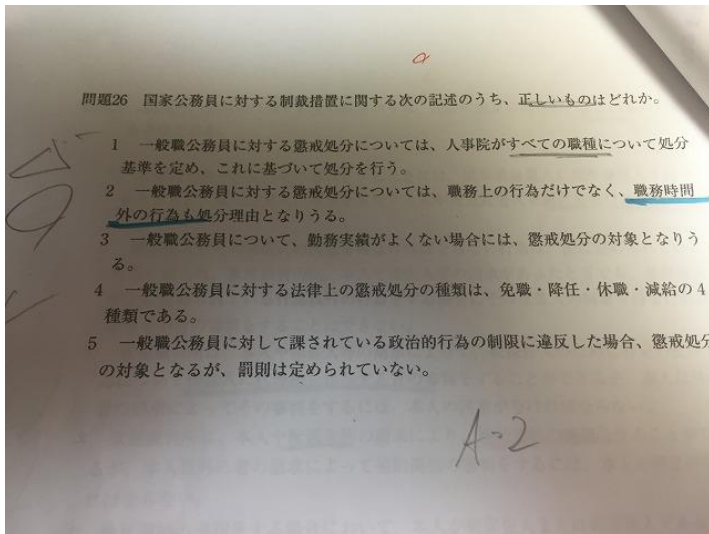 問題26 国家公務員に対する制裁措置に関する次の記述のうち、正しいものはどれか。
1 一般職公務員に対する懲戒処分については、人事院がすべての職種について処分
基準を定め、これに基づいて処分を行う。
2 一般職公務員に対する懲戒処分については、職務上の行為だけでなく、職務時間
外の行為も処分理由となりうる。
3 一般職公務員について、勤務実績がよくない場合には、懲戒処分の対象となりう
る。
4 一般職公務員に対する法律上の懲戒処分の種類は、免職・降任・休職・減給の4
種類である。
5 一般職公務員に対して課されている政治的行為の制限に違反した場合、懲戒処分
の対象となるが、罰則は定められていない。
A=2